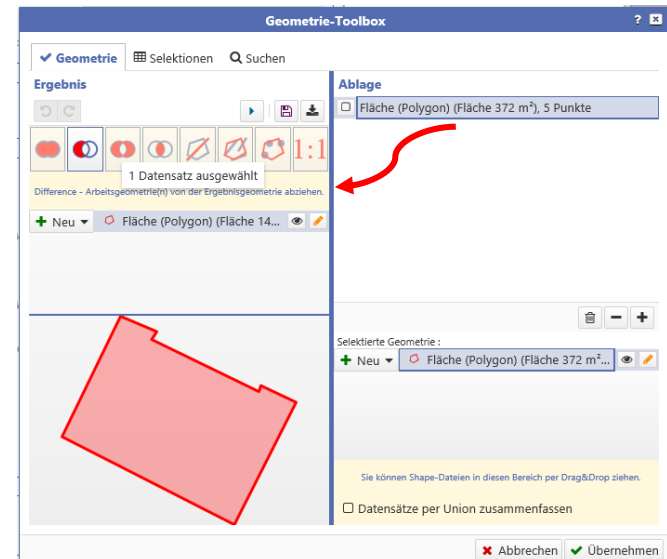 Geometrie-Toolbox
?
Geometrie
Selektionen
Suchen
Ergebnis
1:1
1 Datensatz ausgewählt
Difference - Arbeitsgeometrie(n) von der Ergebnisgeometrie abziehen.
Neu
Fläche (Polygon) (Fläche 14...
Ablage
Fläche (Polygon) (Fläche 372 m²), 5 Punkte
Selektierte Geometrie :
Neu
Fläche (Polygon) (Fläche 372 m²...
Sie können Shape-Dateien in diesen Bereich per Drag&Drop ziehen.
Datensätze per Union zusammenfassen
Abbrechen
Übernehmen